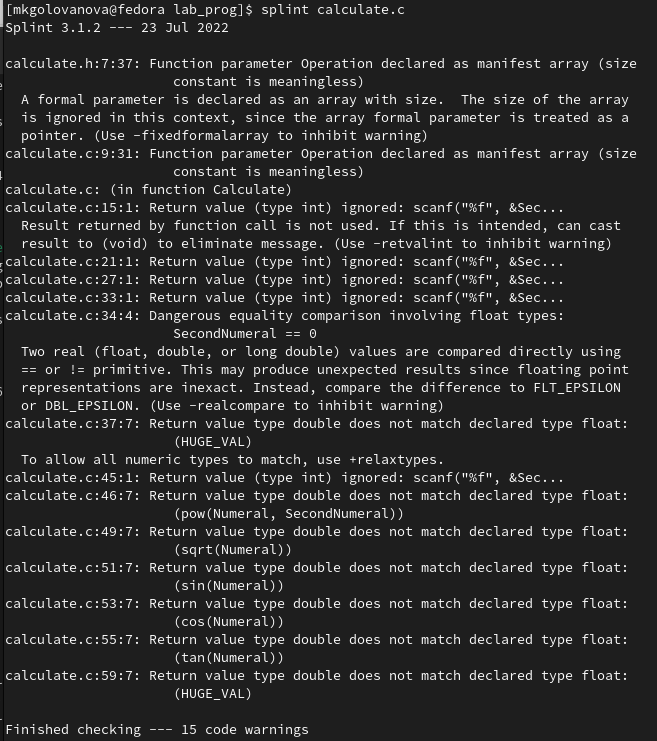 [mkgolovanova@fedora lab_prog]$ splint calculate.c
Splint 3.1.2 --- 23 Jul 2022

calculate.h:7:37: Function parameter Operation declared as manifest array (size
                     constant is meaningless)
  A formal parameter is declared as an array with size.  The size of the array
  is ignored in this context, since the array formal parameter is treated as a
  pointer. (Use -fixedformalarray to inhibit warning)
calculate.c:9:31: Function parameter Operation declared as manifest array (size
                     constant is meaningless)
calculate.c: (in function Calculate)
calculate.c:15:1: Return value (type int) ignored: scanf("%f", &Sec...
  Result returned by function call is not used. If this is intended, can cast
  result to (void) to eliminate message. (Use -retvalint to inhibit warning)
calculate.c:21:1: Return value (type int) ignored: scanf("%f", &Sec...
calculate.c:27:1: Return value (type int) ignored: scanf("%f", &Sec...
calculate.c:33:1: Return value (type int) ignored: scanf("%f", &Sec...
calculate.c:34:4: Dangerous equality comparison involving float types:
                     SecondNumeral == 0
  Two real (float, double, or long double) values are compared directly using
  == or != primitive. This may produce unexpected results since floating point
  representations are inexact. Instead, compare the difference to FLT_EPSILON
  or DBL_EPSILON. (Use -realcompare to inhibit warning)
calculate.c:37:7: Return value type double does not match declared type float:
                     (HUGE_VAL)
  To allow all numeric types to match, use +relaxtypes.
calculate.c:45:1: Return value (type int) ignored: scanf("%f", &Sec...
calculate.c:46:7: Return value type double does not match declared type float:
                     (pow(Numeral, SecondNumeral))
calculate.c:49:7: Return value type double does not match declared type float:
                     (sqrt(Numeral))
calculate.c:51:7: Return value type double does not match declared type float:
                     (sin(Numeral))
calculate.c:53:7: Return value type double does not match declared type float:
                     (cos(Numeral))
calculate.c:55:7: Return value type double does not match declared type float:
                     (tan(Numeral))
calculate.c:59:7: Return value type double does not match declared type float:
                     (HUGE_VAL)

Finished checking --- 15 code warnings